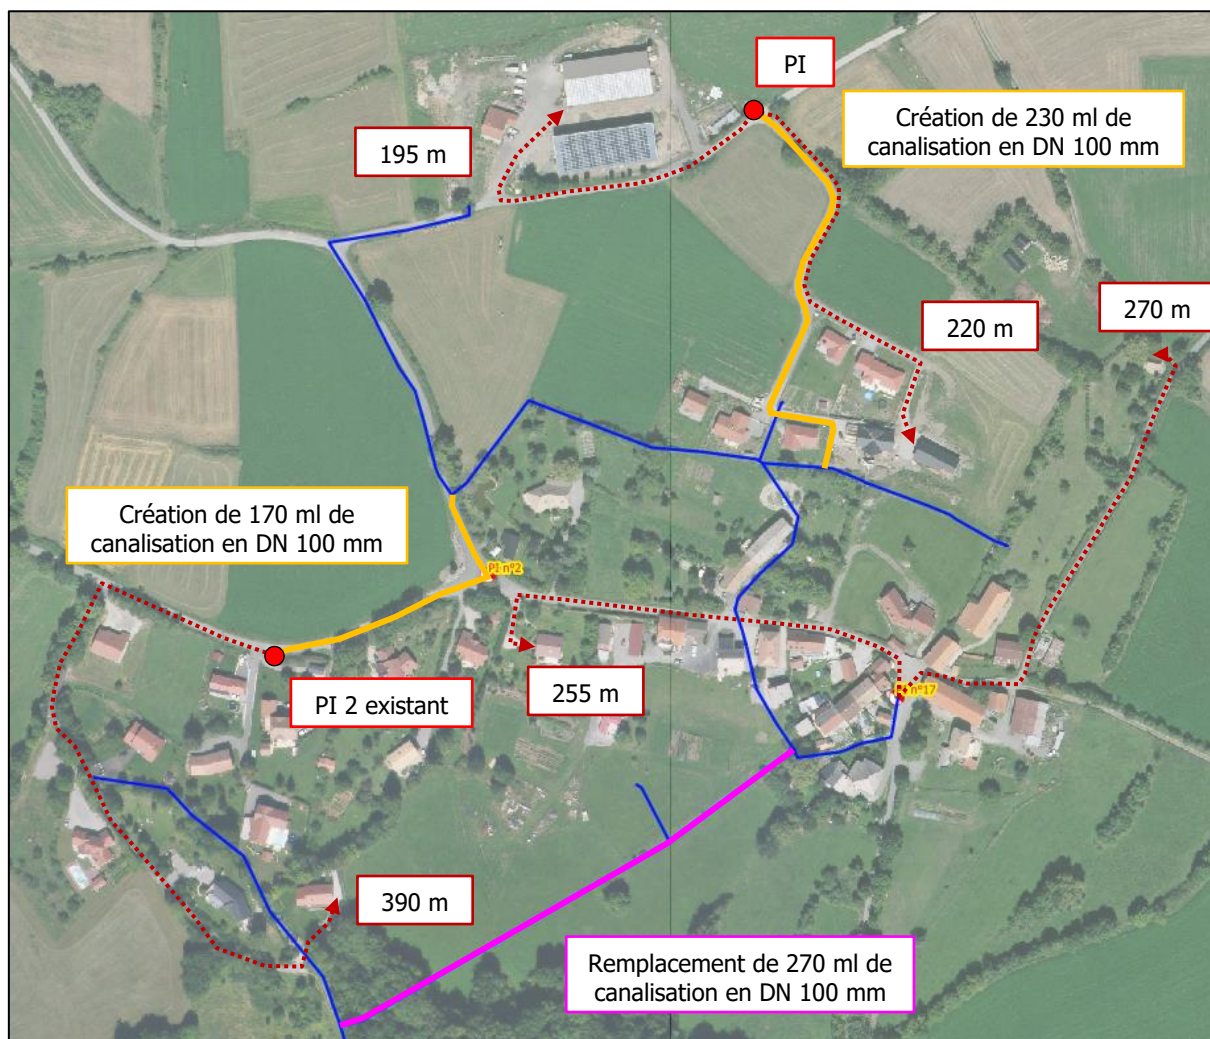 PI
Création de 230 ml de
canalisation en DN 100 mm
195 m
220 m
270 m
Création de 170 ml de
canalisation en DN 100 mm
PI n°2
255 m
PI 2 existant
n°17
390 m
Remplacement de 270 ml de
canalisation en DN 100 mm